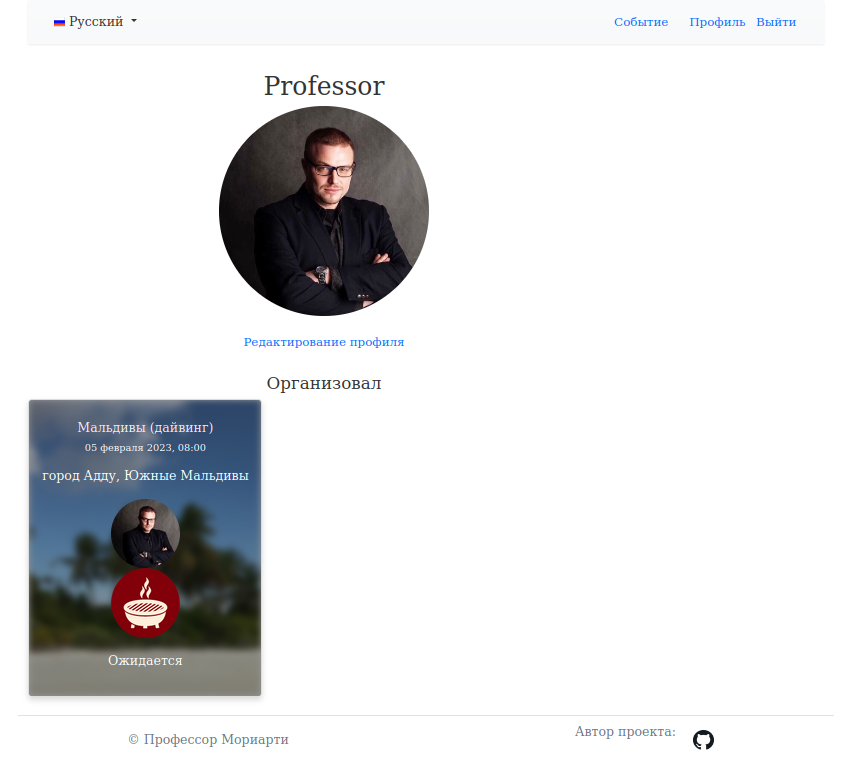 Русский
Событие Профиль Выйти
Professor
Редактирование профиля
Организовал
Мальдивы (дайвинг)
05 февраля 2023, 08:00
город Адду, Южные Мальдивы
Ожидается
© Профессор Мориарти
Автор проекта: